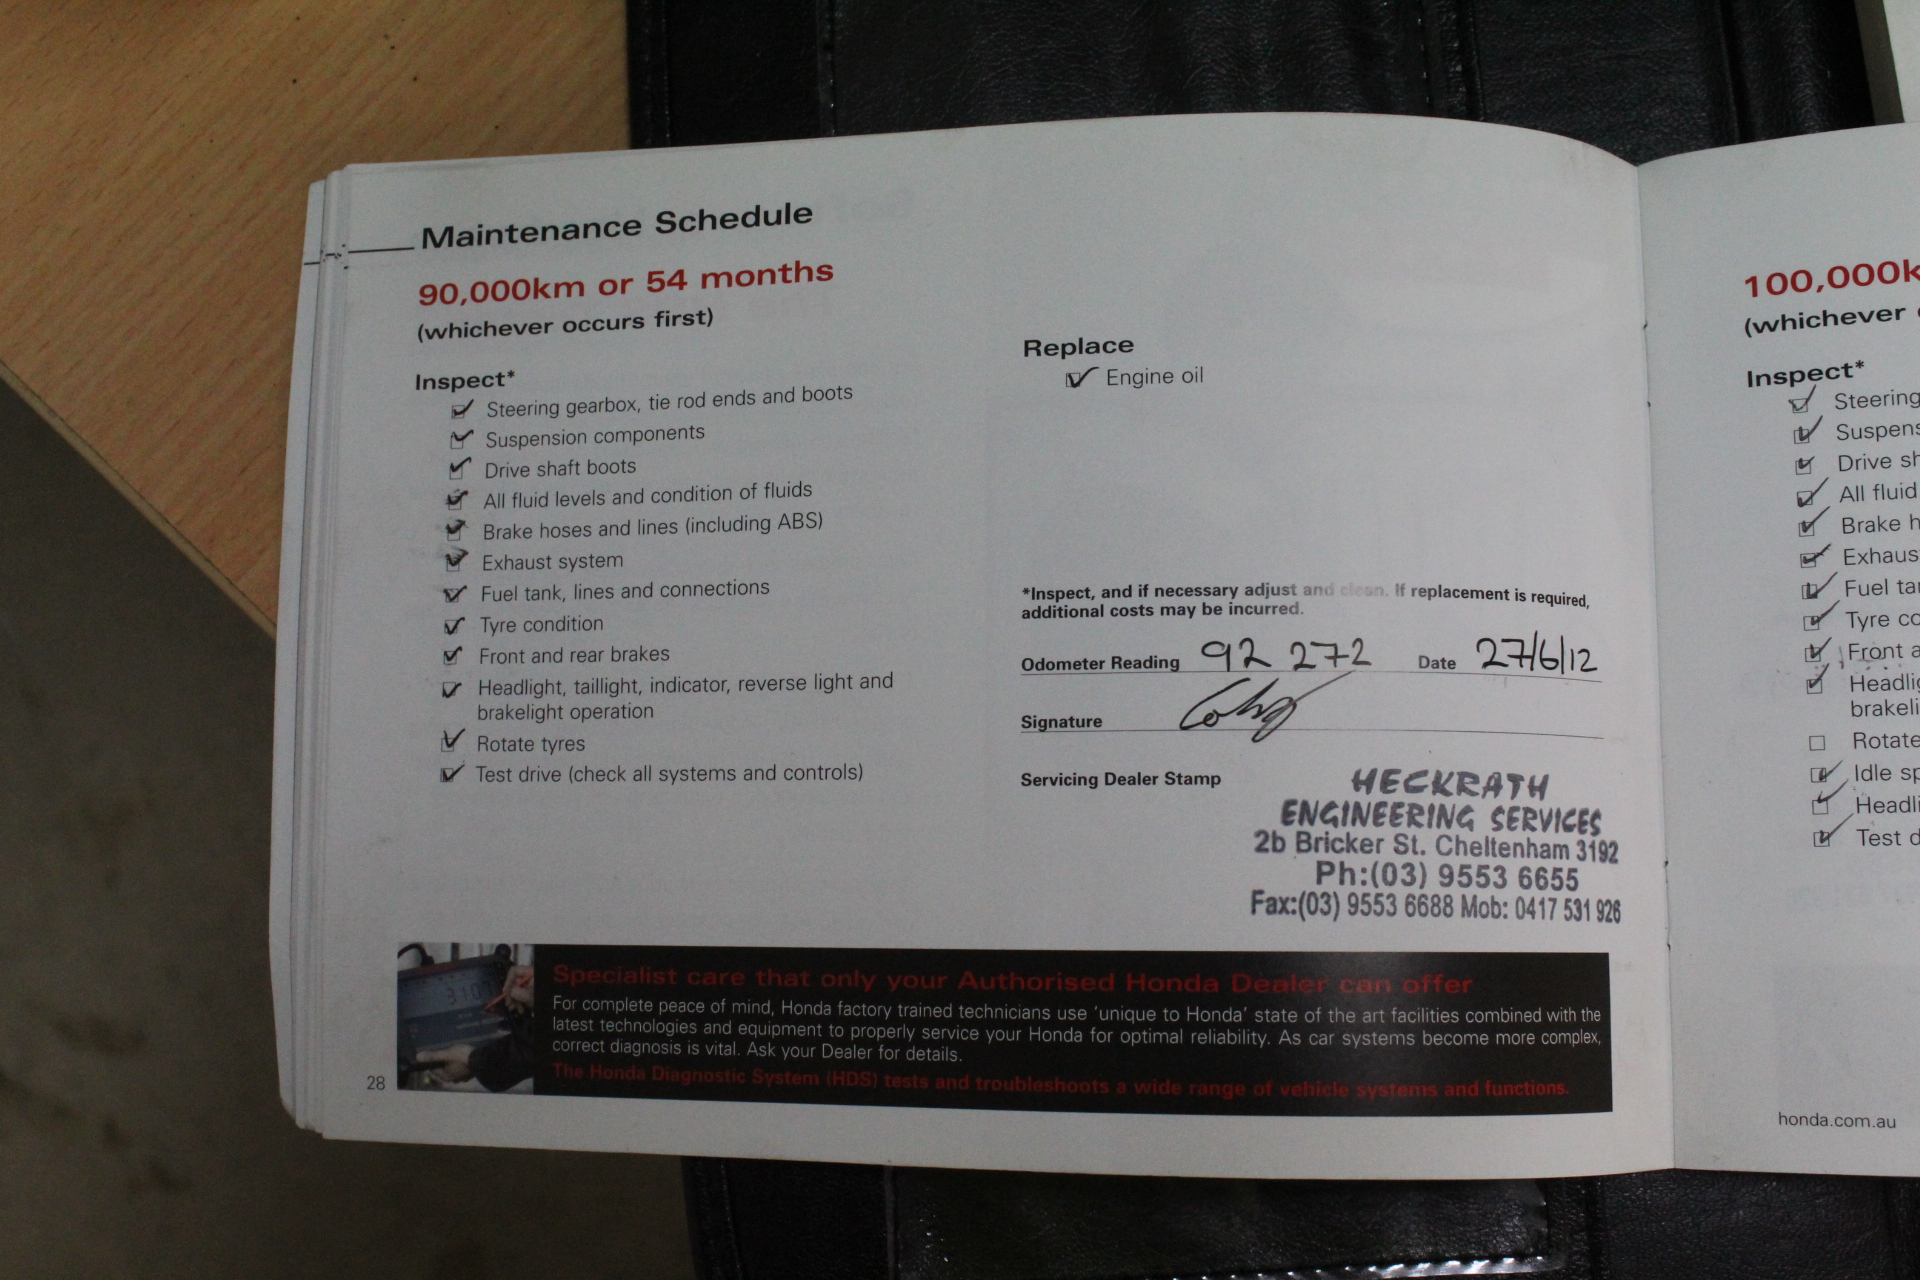 Maintenance Schedule
90,000km or 54 months
(whichever occurs first)
Inspect*
Steering gearbox, tie rod ends and boots
Suspension components
Drive shaft boots
All fluid levels and condition of fluids
Brake hoses and lines (including ABS)
Exhaust system
Fuel tank, lines and connections
Tyre condition
Front and rear brakes
Headlight, taillight, indicator, reverse light and
brakelight operation
Rotate tyres
Test drive (check all systems and controls)
Replace
Engine oil
*Inspect, and if necessary adjust and clean. If replacement is required,
additional costs may be incurred.
Odometer Reading 92 272 Date 27/6/12
Signature
Servicing Dealer Stamp
HECKRATH
ENGINEERING SERVICES
2b Bricker St. Cheltenham 3192
Ph:(03) 9553 6655
Fax:(03) 9553 6688 Mob: 0417 531 926
Specialist care that only your Authorised Honda Dealer can offer
For complete peace of mind, Honda factory trained technicians use 'unique to Honda' state of the art facilities combined with the
latest technologies and equipment to properly service your Honda for optimal reliability. As car systems become more complex,
correct diagnosis is vital. Ask your Dealer for details.
The Honda Diagnostic System (HDS) tests and troubleshoots a wide range of vehicle systems and functions.
28
100,000k
(whichever
Inspect*
Steering
Suspens
Drive sh
All fluid
Brake h
Exhaus
Fuel ta
Tyre co
Front a
Headlig
brakeli
Rotate
Idle sp
Headli
Test d
honda.com.au